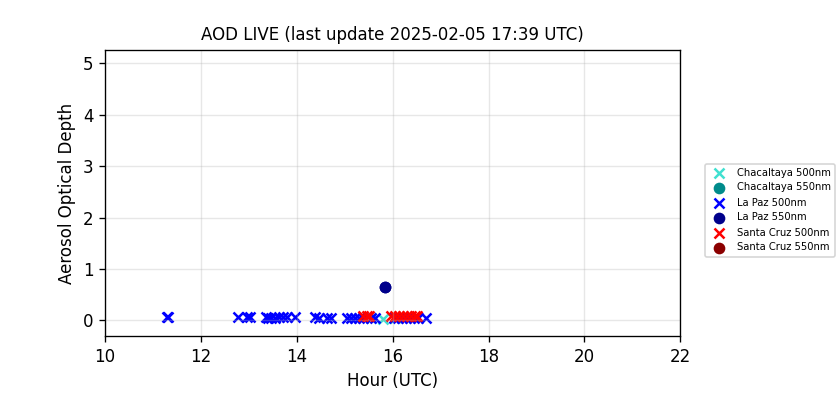 AOD LIVE (last update 2025-02-05 17:39 UTC)
Aerosol Optical Depth
5
4
3
2
1
0
10 12 14 16 18 20 22
Hour (UTC)
Chacaltaya 500nm
Chacaltaya 550nm
La Paz 500nm
La Paz 550nm
Santa Cruz 500nm
Santa Cruz 550nm